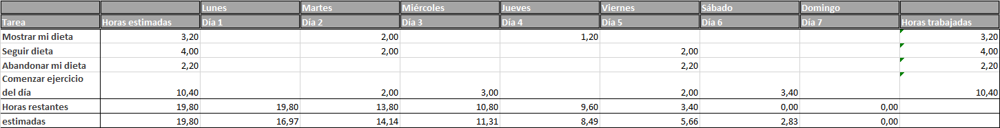 Lunes Martes Miércoles Jueves Viernes Sábado Domingo
Tarea Horas estimadas Día 1 Día 2 Día 3 Día 4 Día 5 Día 6 Día 7 Horas trabajadas
Mostrar mi dieta 3,20 2,00 1,20 3,20
Seguir dieta 4,00 2,00 2,00 4,00
Abandonar mi dieta 2,20 2,20 2,20
Comenzar ejercicio
del día 10,40 2,00 3,00 2,00 3,40 10,40
Horas restantes 19,80 19,80 13,80 10,80 9,60 3,40 0,00 0,00
estimadas 19,80 16,97 14,14 11,31 8,49 5,66 2,83 0,00